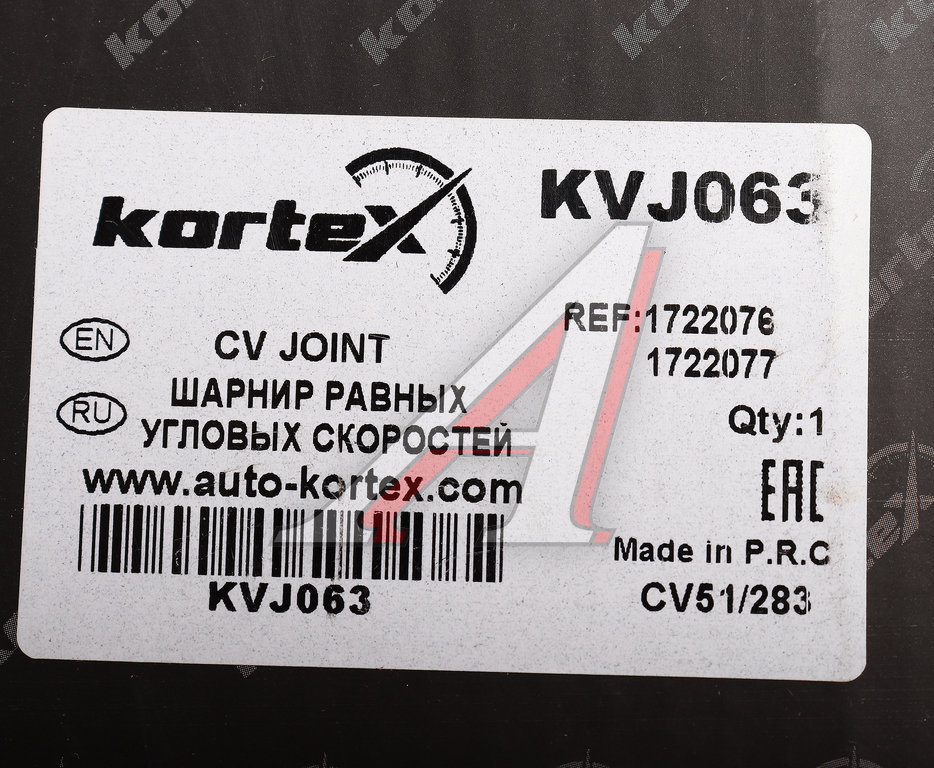 kortex
KVJ063
REF:1722076
1722077
EN
CV JOINT
RU
ШАРНИР РАВНЫХ
УГЛОВЫХ СКОРОСТЕЙ
Qty:1
www.auto-kortex.com
EAC
Made in P.R.C
KVJ063
CV51/283